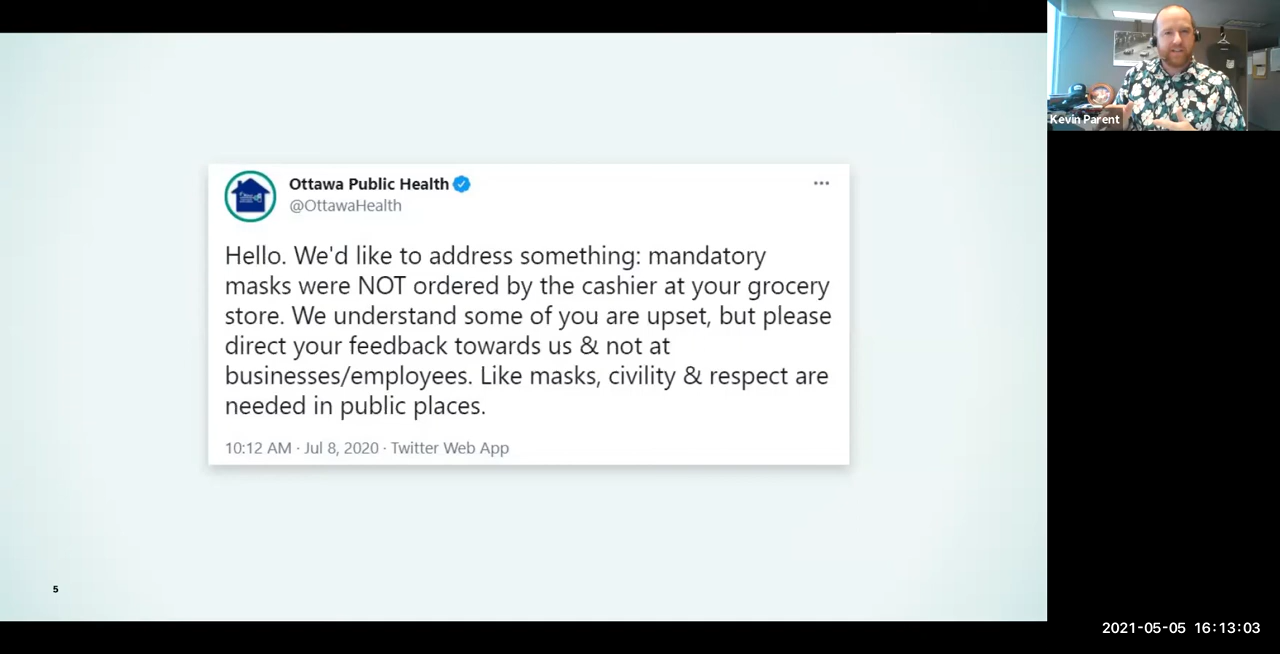 Ottawa Public Health
@OttawaHealth
Hello. We'd like to address something: mandatory
masks were NOT ordered by the cashier at your grocery
store. We understand some of you are upset, but please
direct your feedback towards us & not at
businesses/employees. Like masks, civility & respect are
needed in public places.
10:12 AM · Jul 8, 2020 · Twitter Web App
5
Kevin Parent
2021-05-05 16:13:03